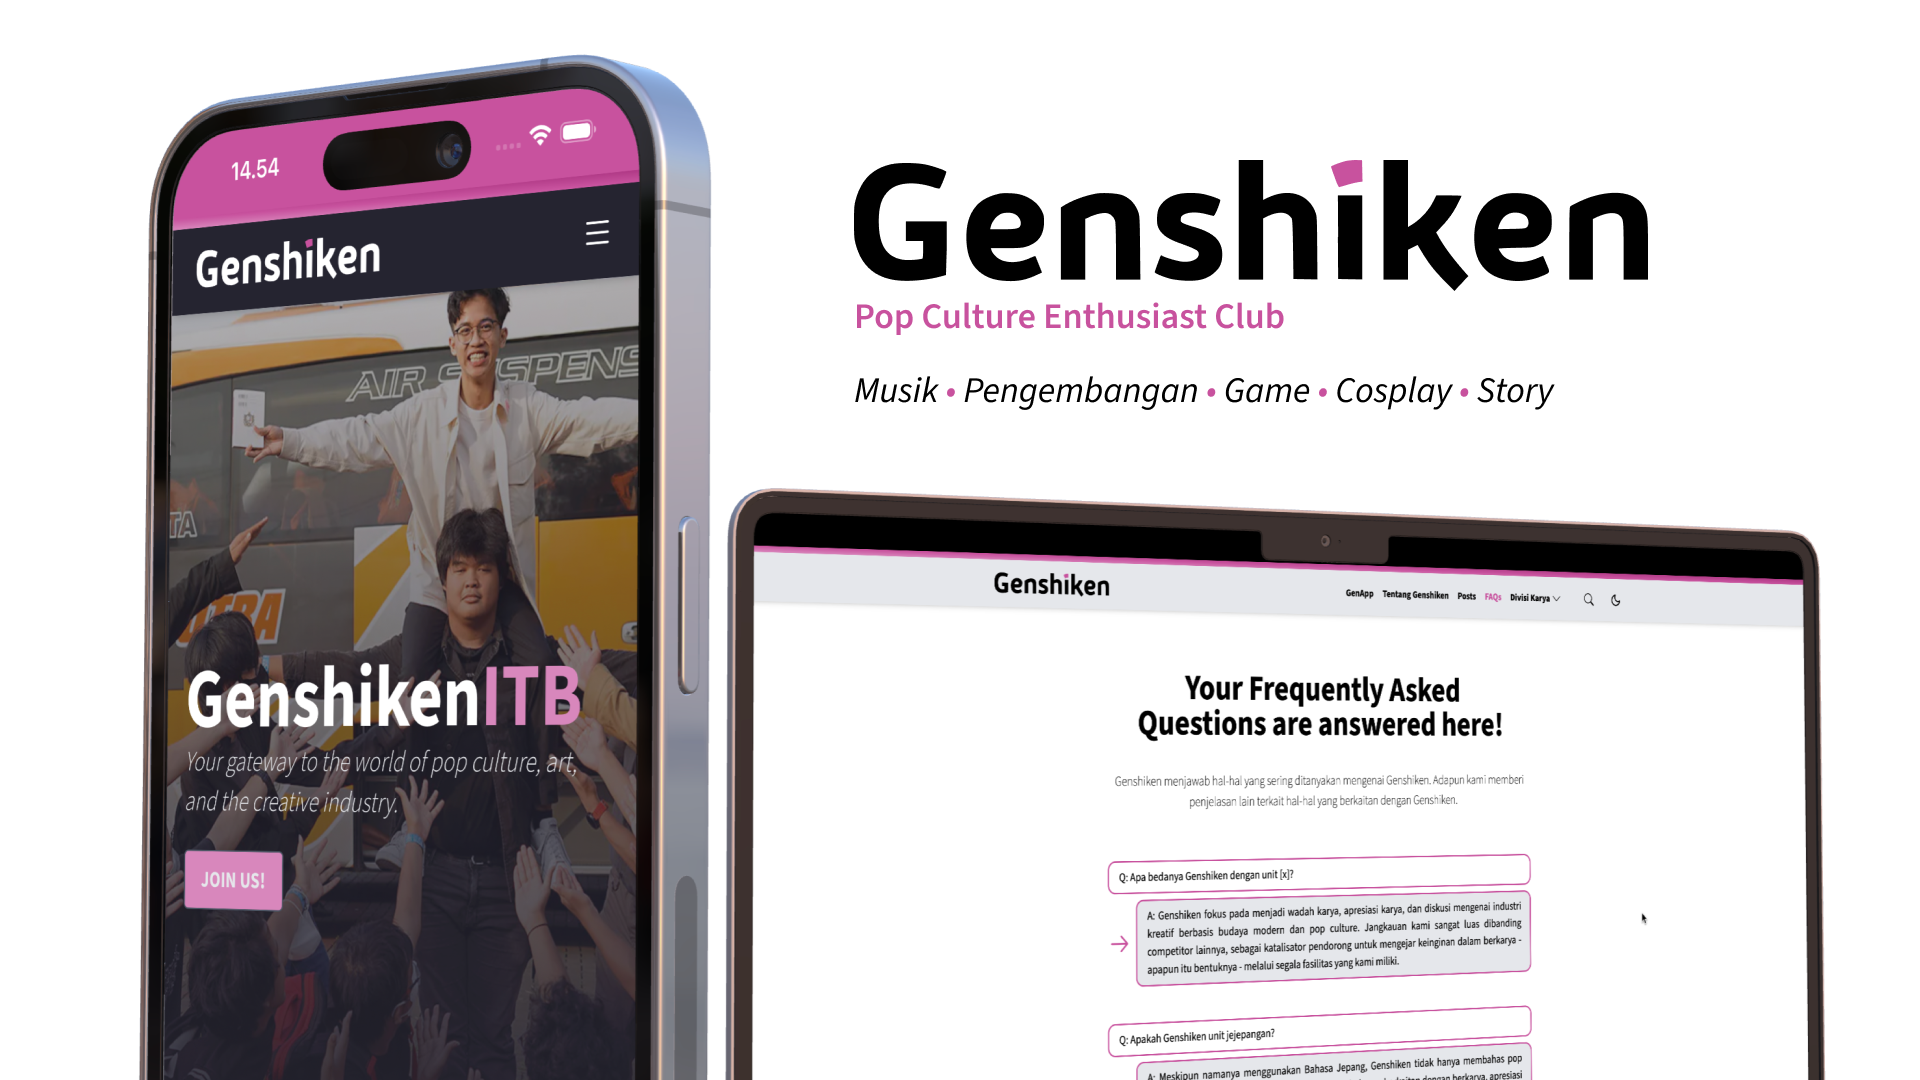 14.54
Genshiken
AIR SUSPENS
TA
GenshikenITB
Your gateway to the world of pop culture, art,
and the creative industry.
JOIN US!
Genshiken
Pop Culture Enthusiast Club
Musik • Pengembangan • Game • Cosplay • Story
Genshiken
GenApp Tentang Genshiken Posts FAQs Divisi Karya
Your Frequently Asked
Questions are answered here!
Genshiken menjawab hal-hal yang sering ditanyakan mengenai Genshiken. Adapun kami memberi
penjelasan lain terkait hal-hal yang berkaitan dengan Genshiken.
Q: Apa bedanya Genshiken dengan unit [x]?
A: Genshiken fokus pada menjadi wadah karya, apresiasi karya, dan diskusi mengenai industri
kreatif berbasis budaya modern dan pop culture. Jangkauan kami sangat luas dibanding
competitor lainnya, sebagai katalisator pendorong untuk mengejar keinginan dalam berkarya -
apapun itu bentuknya - melalui segala fasilitas yang kami miliki.
Q: Apakah Genshiken unit jejepangan?
A: Meskipun namanya menggunakan Bahasa Jepang, Genshiken tidak hanya membahas pop
dengan berkarya, apresiasi